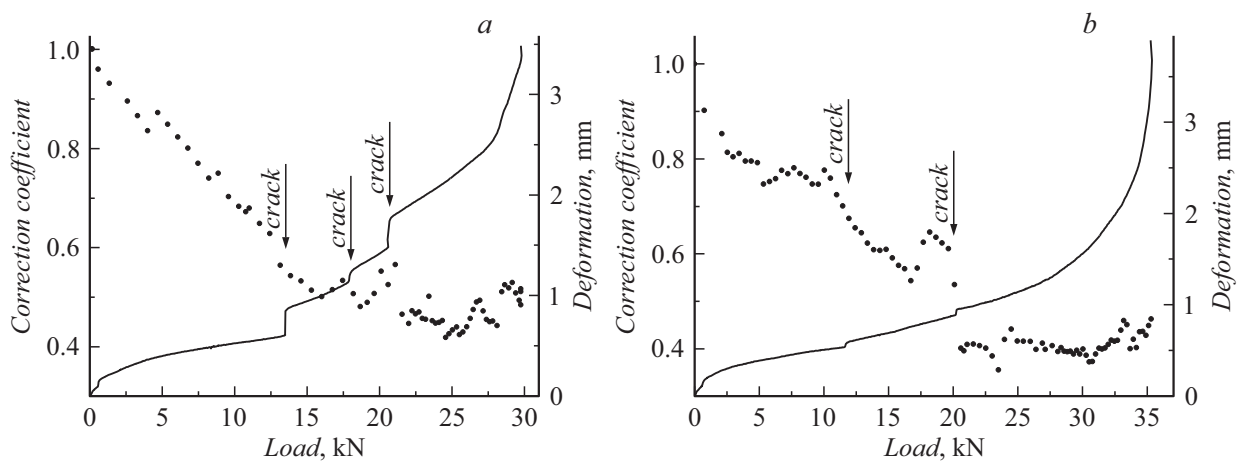 a
Correction coefficient
1.0
0.8
0.6
0.4
crack
crack
crack
3
2
1
0
Deformation, mm
0 5 10 15 20 25 30
Load, kN
b
Correction coefficient
1.0
0.8
0.6
0.4
crack
crack
3
2
1
0
Deformation, mm
0 5 10 15 20 25 30 35
Load, kN